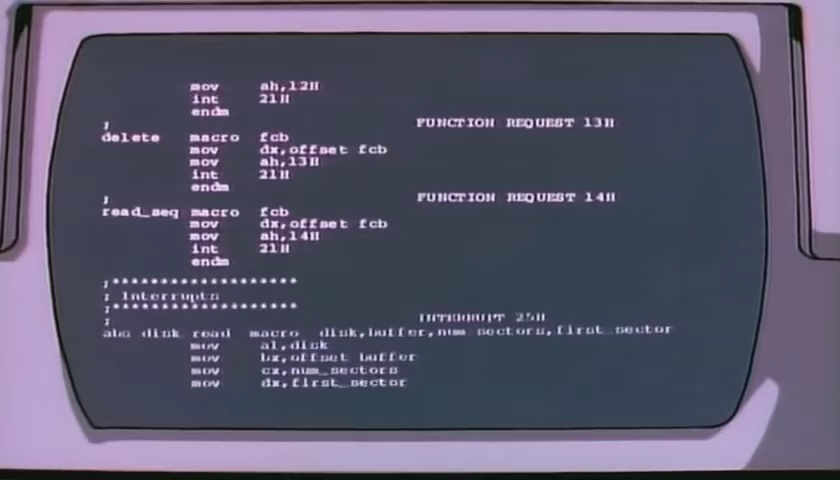 mov ah,12H
int 21H
endm
; FUNCTION REQUEST 13H
delete macro fcb
mov dx,offset fcb
mov ah,13H
int 21H
endm
; FUNCTION REQUEST 14H
read_seq macro fcb
mov dx,offset fcb
mov ah,14H
int 21H
endm
;*******************
; Interrupts
;*******************
; INTERRUPT 25H
abs_disk_read macro disk,buffer,num_sectors,first_sector
mov al,disk
mov bx,offset buffer
mov cx,num_sectors
mov dx,first_sector